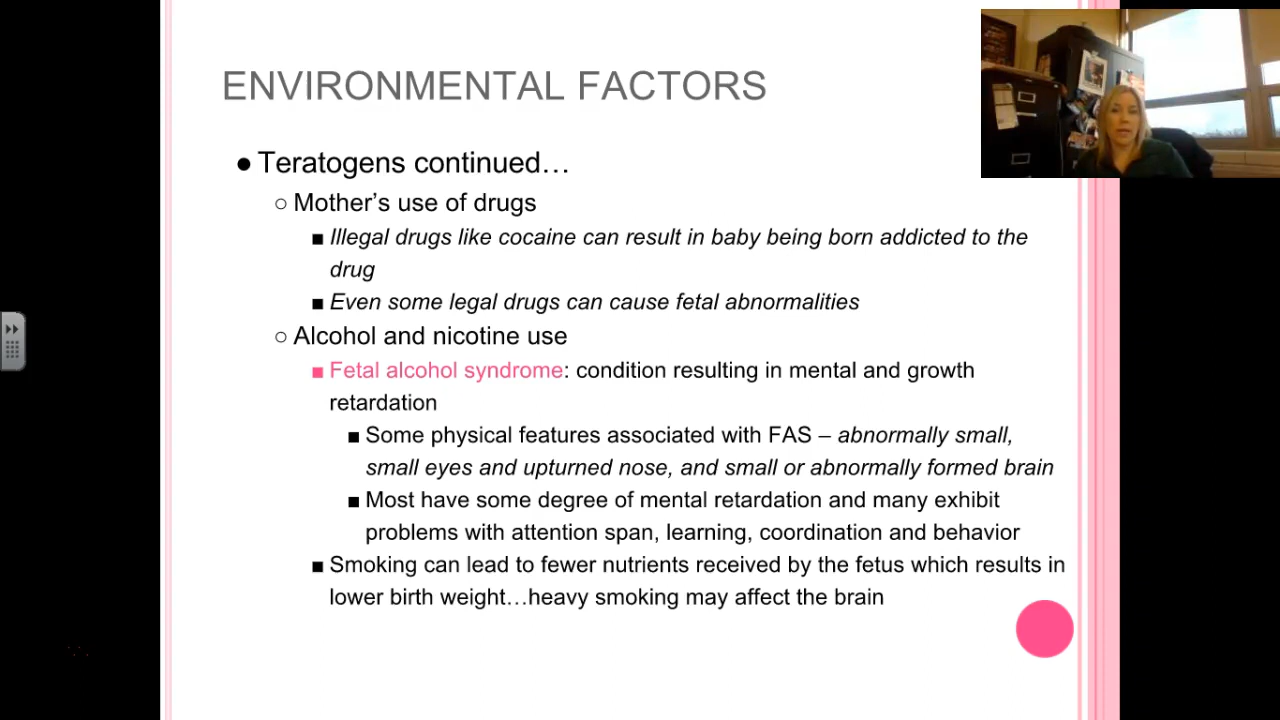 ENVIRONMENTAL FACTORS
● Teratogens continued…
○ Mother’s use of drugs
■ Illegal drugs like cocaine can result in baby being born addicted to the
drug
■ Even some legal drugs can cause fetal abnormalities
○ Alcohol and nicotine use
■ Fetal alcohol syndrome: condition resulting in mental and growth
retardation
■ Some physical features associated with FAS – abnormally small,
small eyes and upturned nose, and small or abnormally formed brain
■ Most have some degree of mental retardation and many exhibit
problems with attention span, learning, coordination and behavior
■ Smoking can lead to fewer nutrients received by the fetus which results in
lower birth weight…heavy smoking may affect the brain